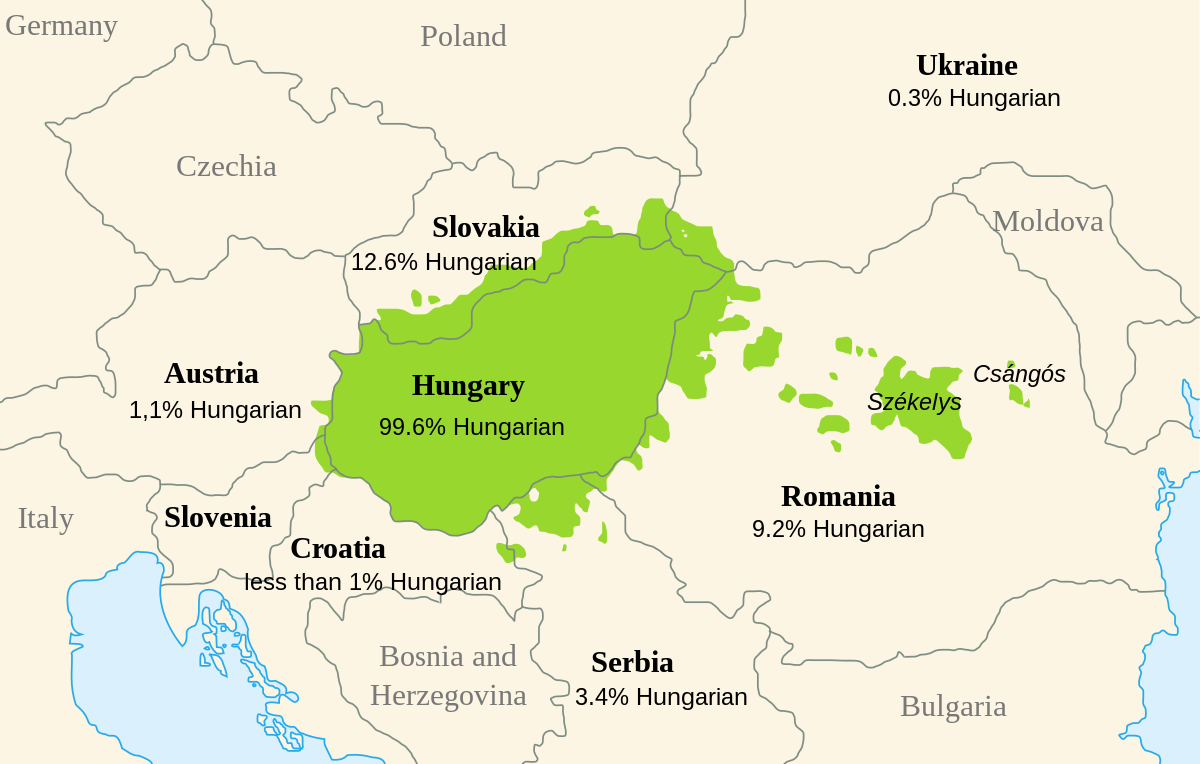 Germany
Poland
Ukraine
0.3% Hungarian
Czechia
Moldova
Slovakia
12.6% Hungarian
Austria
1,1% Hungarian
Hungary
99.6% Hungarian
Csángós
Székelys
Romania
9.2% Hungarian
Italy
Slovenia
Croatia
less than 1% Hungarian
Bosnia and
Herzegovina
Serbia
3.4% Hungarian
Bulgaria